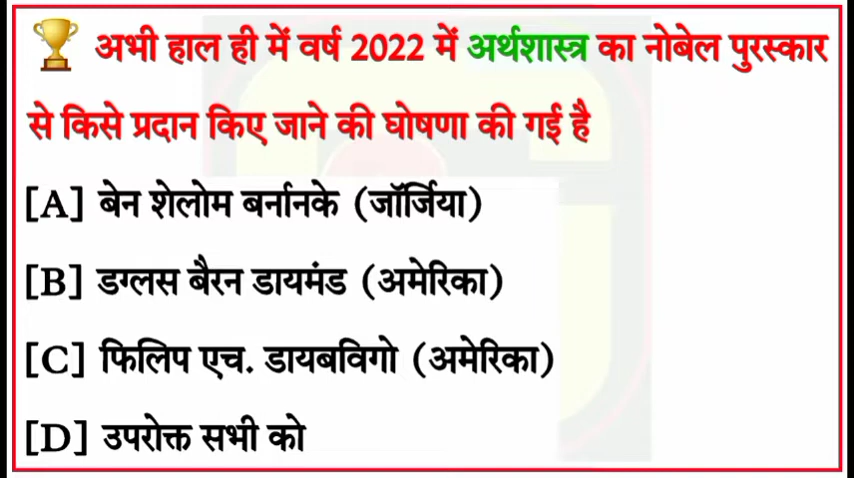 अभी हाल ही में वर्ष 2022 में अर्थशास्त्र का नोबेल पुरस्कार
से किसे प्रदान किए जाने की घोषणा की गई है
[A] बेन शेलोम बर्नानके (जॉर्जिया)
[B] डग्लस बैरन डायमंड (अमेरिका)
[C] फिलिप एच. डायबविगो (अमेरिका)
[D] उपरोक्त सभी को